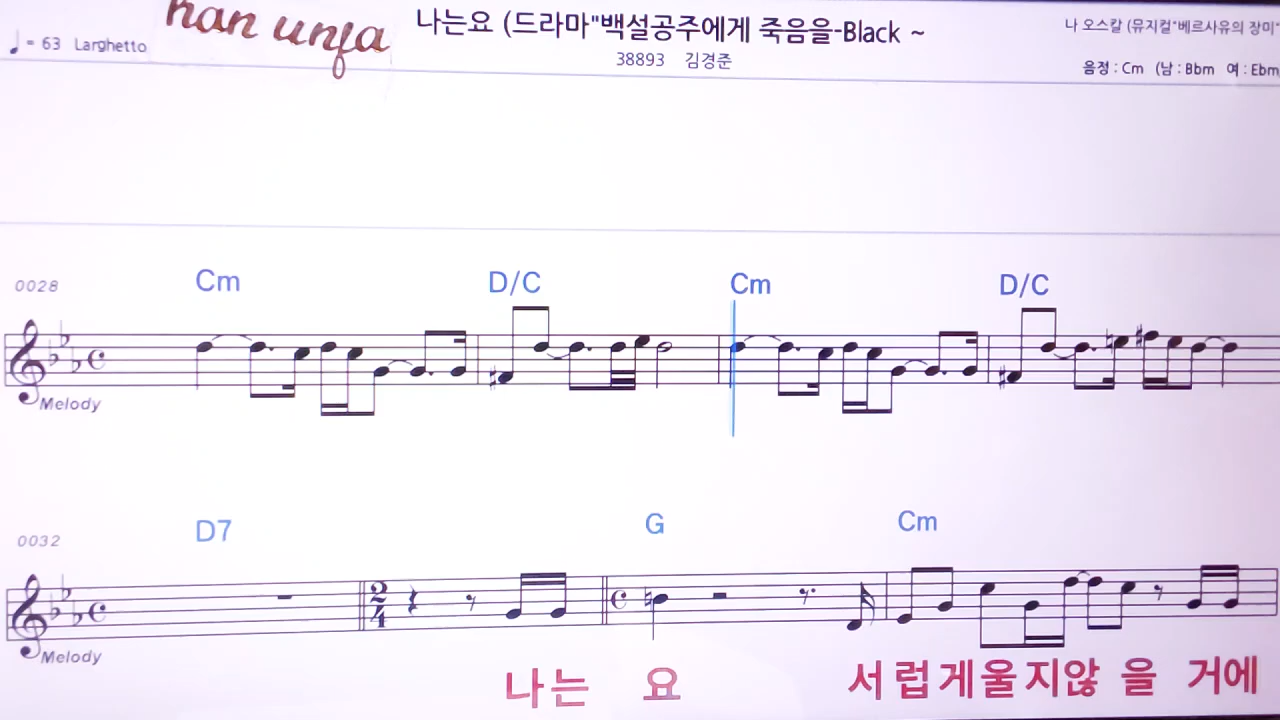 ♩= 63 Larghetto
han unfa
나는요 (드라마"백설공주에게 죽음을-Black ~
38893 김경준
나 오스칼 (뮤지컬"베르사유의 장미"
음정 : Cm (남 : Bbm 여 : Ebm
0028 Cm D/C Cm D/C
Melody
0032 D7 G Cm
2
4
Melody
나는 요 서럽게울지않 을 거에